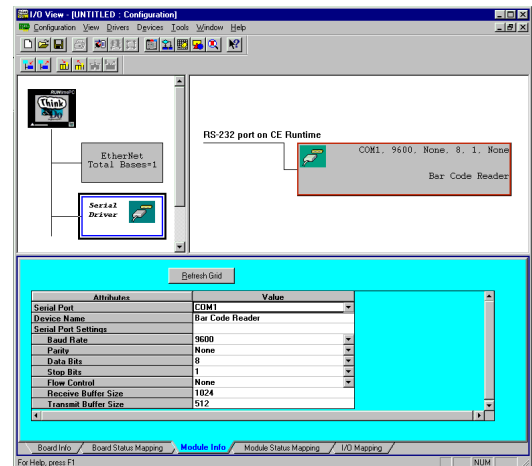 I/O View - [UNTITLED : Configuration]
Configuration View Drivers Devices Tools Window Help
RUNtimePC
Think
& Do
EtherNet
Total Bases=1
Serial
Driver
RS-232 port on CE Runtime
COM1, 9600, None, 8, 1, None
Bar Code Reader
Refresh Grid
Attributes Value
Serial Port COM1
Device Name Bar Code Reader
Serial Port Settings
Baud Rate 9600
Parity None
Data Bits 8
Stop Bits 1
Flow Control None
Receive Buffer Size 1024
Transmit Buffer Size 512
Board Info Board Status Mapping Module Info Module Status Mapping I/O Mapping
For Help, press F1 NUM